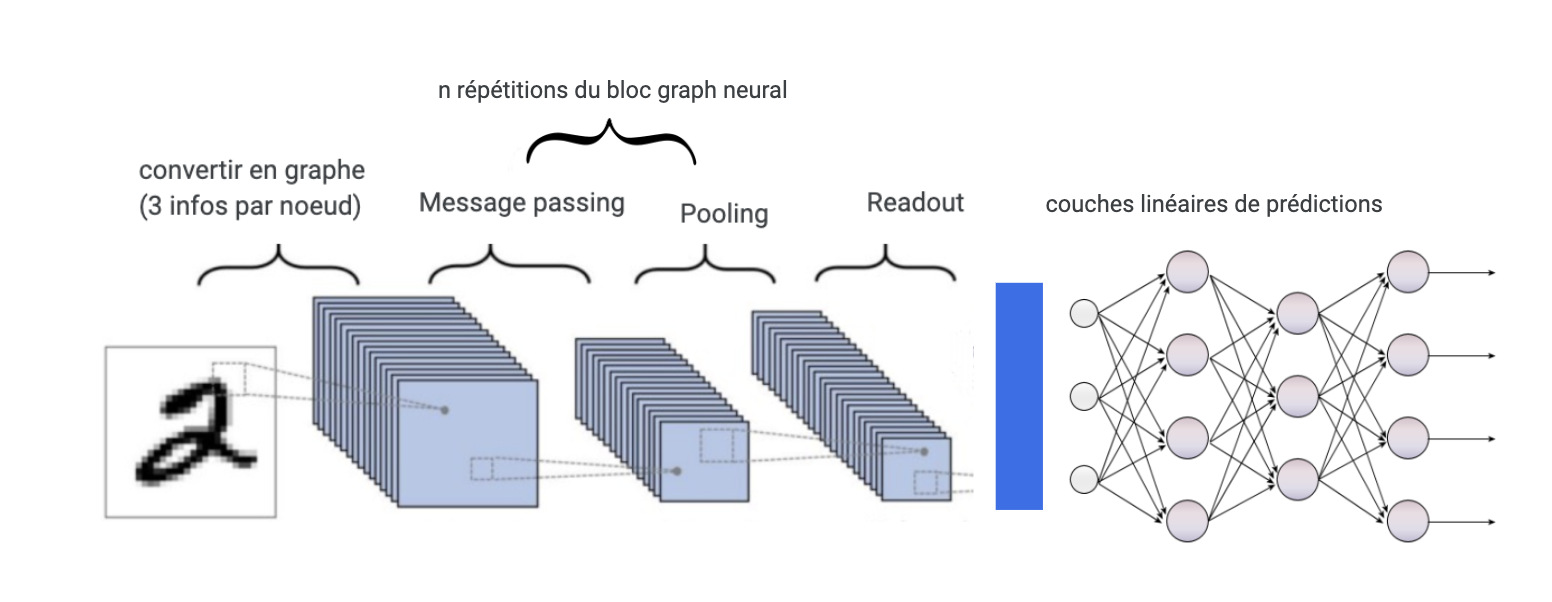 n répétitions du bloc graph neural
convertir en graphe
(3 infos par noeud)
Message passing
Pooling
Readout
couches linéaires de prédictions